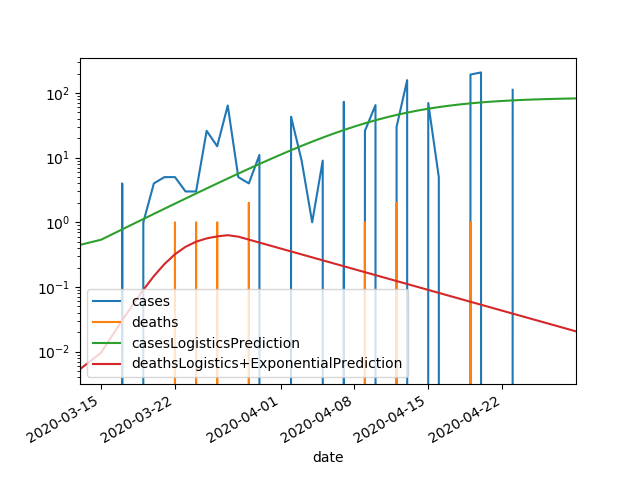 10²
10¹
10⁰
10⁻¹
10⁻²
cases
deaths
casesLogisticsPrediction
deathsLogistics+ExponentialPrediction
2020-03-15
2020-03-22
2020-04-01
2020-04-08
2020-04-15
2020-04-22
date